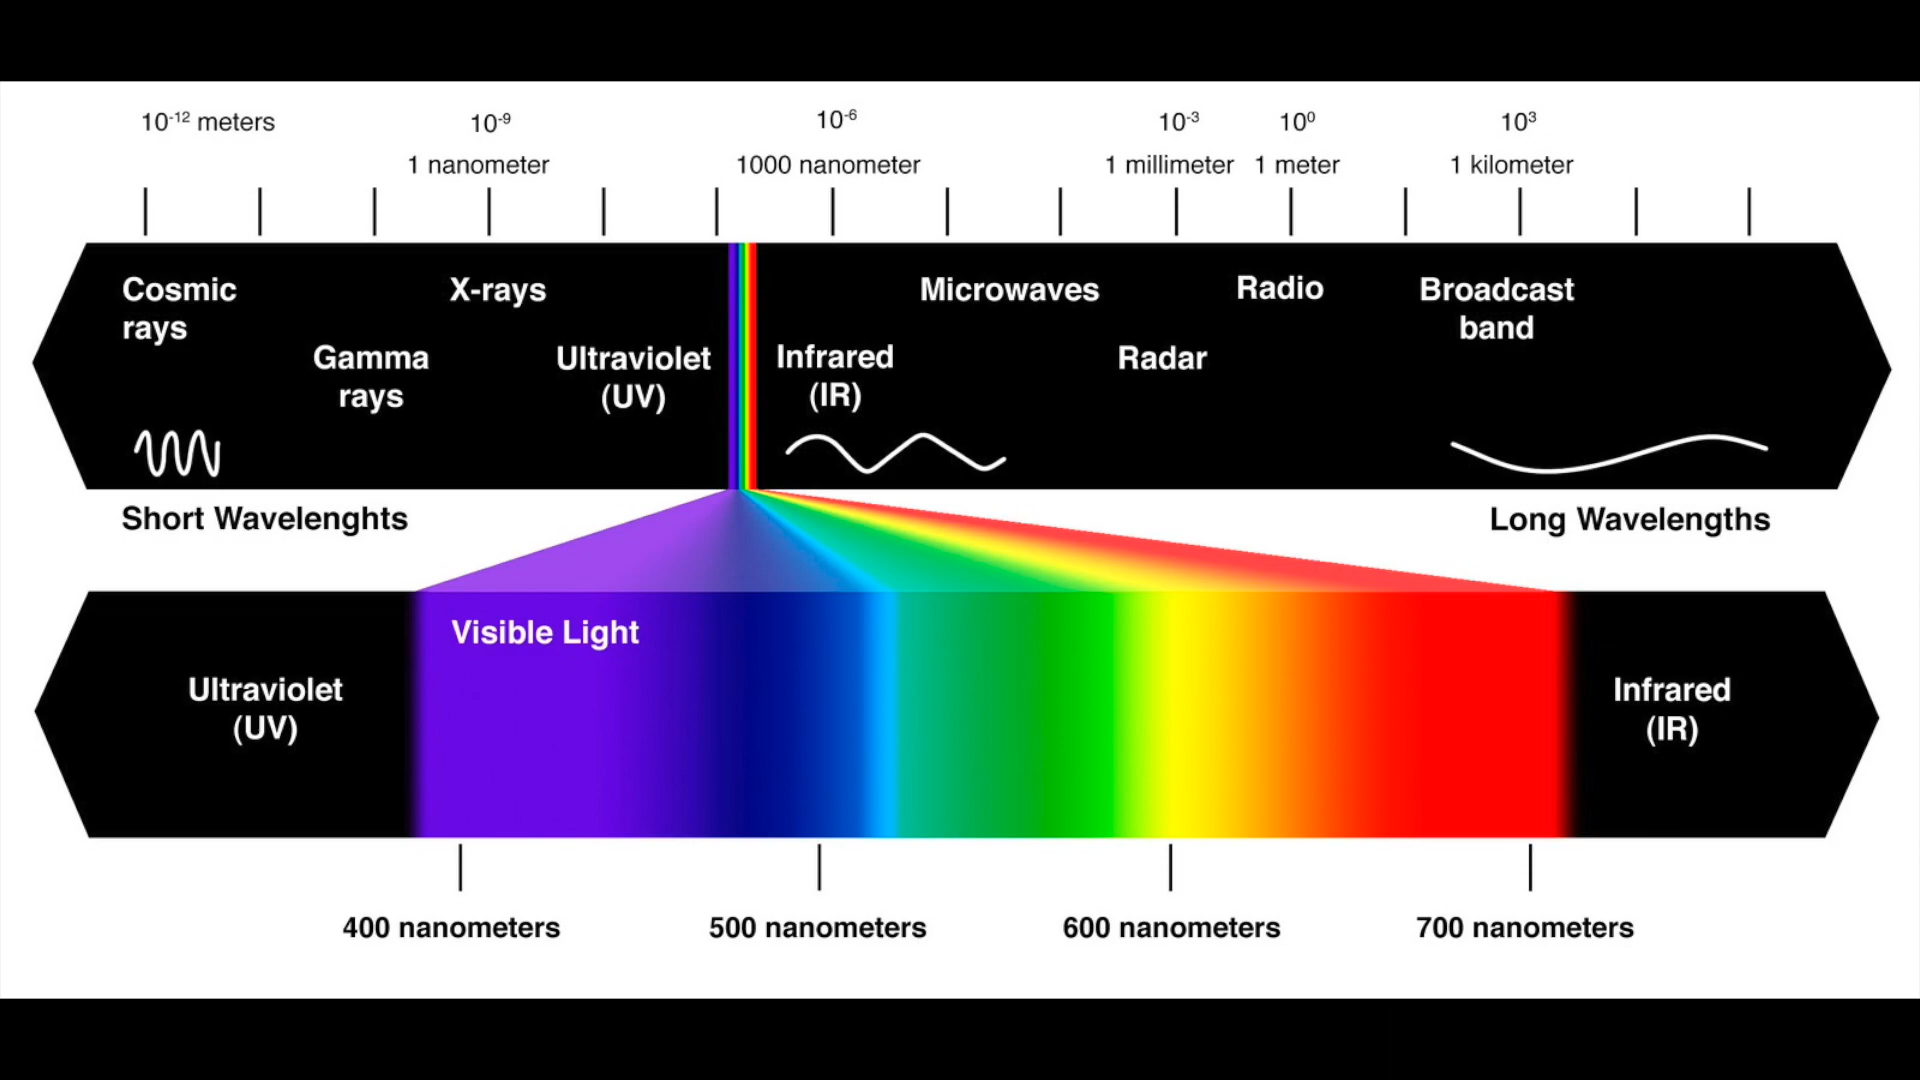 10⁻¹² meters
10⁻⁹
10⁻⁶
10⁻³
10⁰
10³
1 nanometer
1000 nanometer
1 millimeter
1 meter
1 kilometer
Cosmic
rays
Gamma
rays
X-rays
Ultraviolet
(UV)
Infrared
(IR)
Microwaves
Radar
Radio
Broadcast
band
Short Wavelenghts
Long Wavelengths
Visible Light
Ultraviolet
(UV)
Infrared
(IR)
400 nanometers
500 nanometers
600 nanometers
700 nanometers